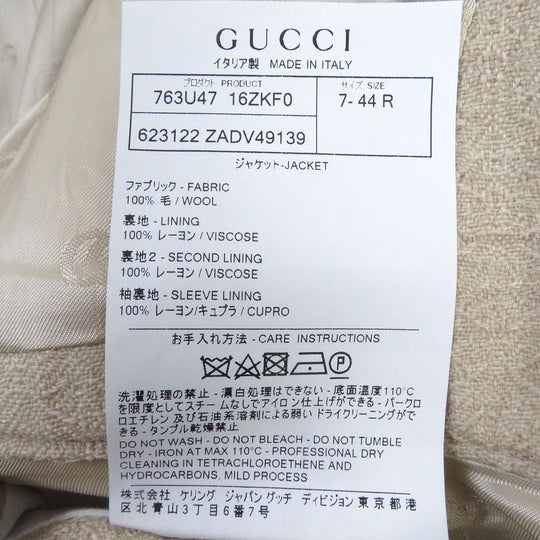 GUCCI
イタリア製 MADE IN ITALY
プロダクト PRODUCT サイズ SIZE
763U47 16ZKF0 7- 44 R
623122 ZADV49139
ジャケット-JACKET
ファブリック - FABRIC
100% 毛 / WOOL
裏地 - LINING
100% レーヨン / VISCOSE
裏地2 - SECOND LINING
100% レーヨン / VISCOSE
袖裏地 - SLEEVE LINING
100% レーヨン/キュプラ / CUPRO
お手入れ方法 - CARE INSTRUCTIONS
P
洗濯処理の禁止 - 漂白処理はできない - 底面温度110℃
を限度としてスチームなしでアイロン仕上げができる - パークロ
ロエチレン 及び石油系溶剤による弱い ドライクリーニングがで
きる - タンブル乾燥禁止
DO NOT WASH - DO NOT BLEACH - DO NOT TUMBLE
DRY - IRON AT MAX 110°C - PROFESSIONAL DRY
CLEANING IN TETRACHLOROETHENE AND
HYDROCARBONS, MILD PROCESS
株式会社 ケリング ジャパン グッチ ディビジョン 東京都 港
区北青山3丁目6番7号